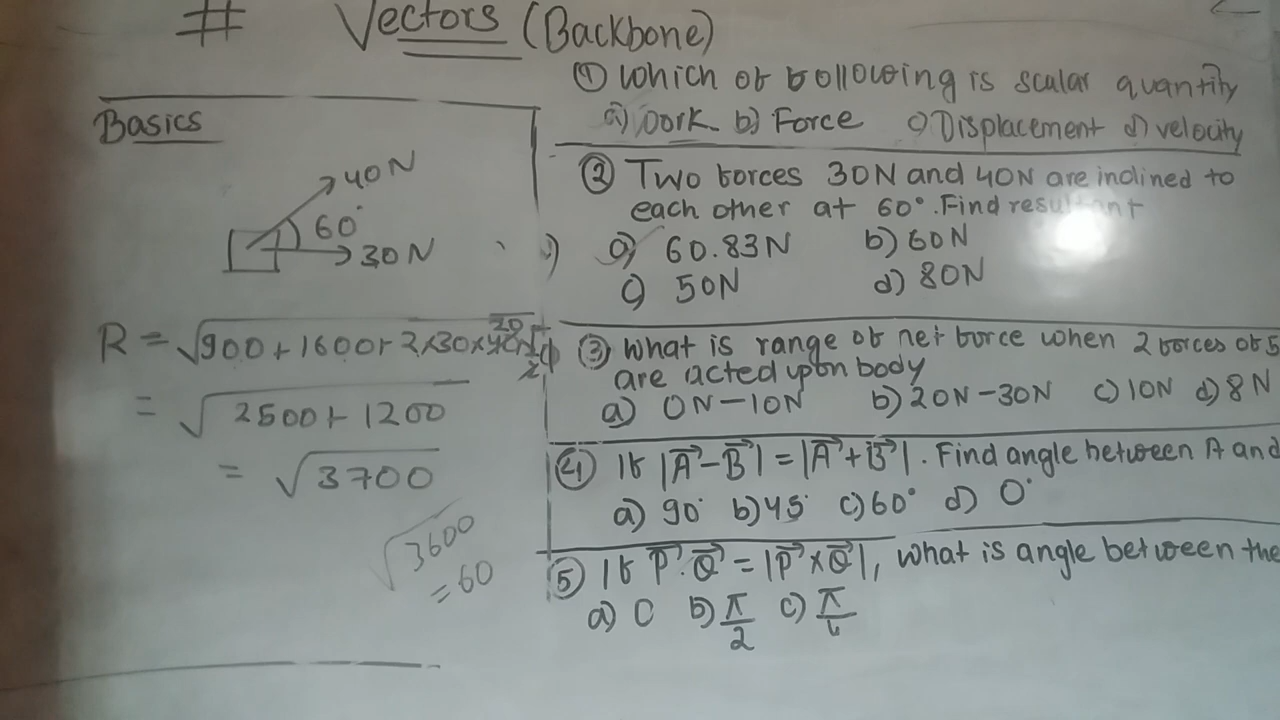 # Vectors (Backbone)
Basics
40N
60°
30N
R = √900 + 1600 + 2×30×
= √2500 + 1200
= √3700
√3600
= 60
① Which of following is scalar quantity
a) Work b) Force c) Displacement d) velocity
② Two forces 30N and 40N are inclined to
each other at 60°. Find resultant
a) 60.83N b) 60N
c) 50N d) 80N
③ What is range of net force when 2 forces of 5
are acted upon body
a) 0N-10N b) 20N-30N c) 10N d) 8N
④ If |A⃗-B⃗| = |A⃗+B⃗|. Find angle between A and
a) 90° b) 45° c) 60° d) 0°
⑤ If P⃗.Q⃗ = |P⃗×Q⃗|, what is angle between the
a) 0 b) π/2 c) π/4